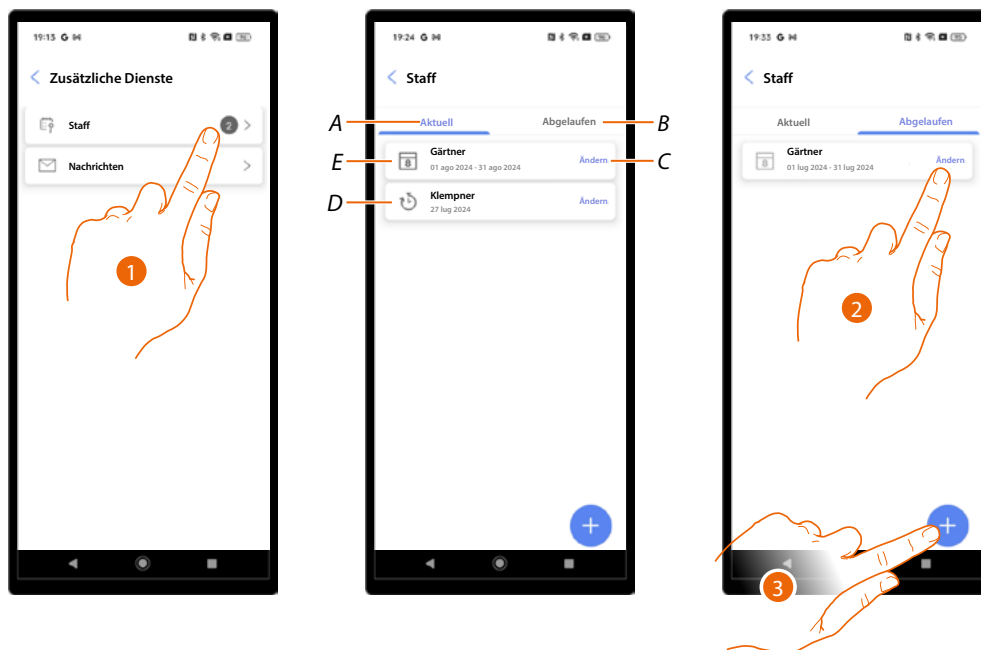 19:15 G
Zusätzliche Dienste
Staff 2
Nachrichten
1
19:24 G
Staff
A Aktuell Abgelaufen B
E Gärtner Ändern C
8 01 ago 2024 - 31 ago 2024
D Klempner Ändern
27 lug 2024
+
19:33 G
Staff
Aktuell Abgelaufen
Gärtner Ändern
8 01 lug 2024 - 31 lug 2024
2
+
3